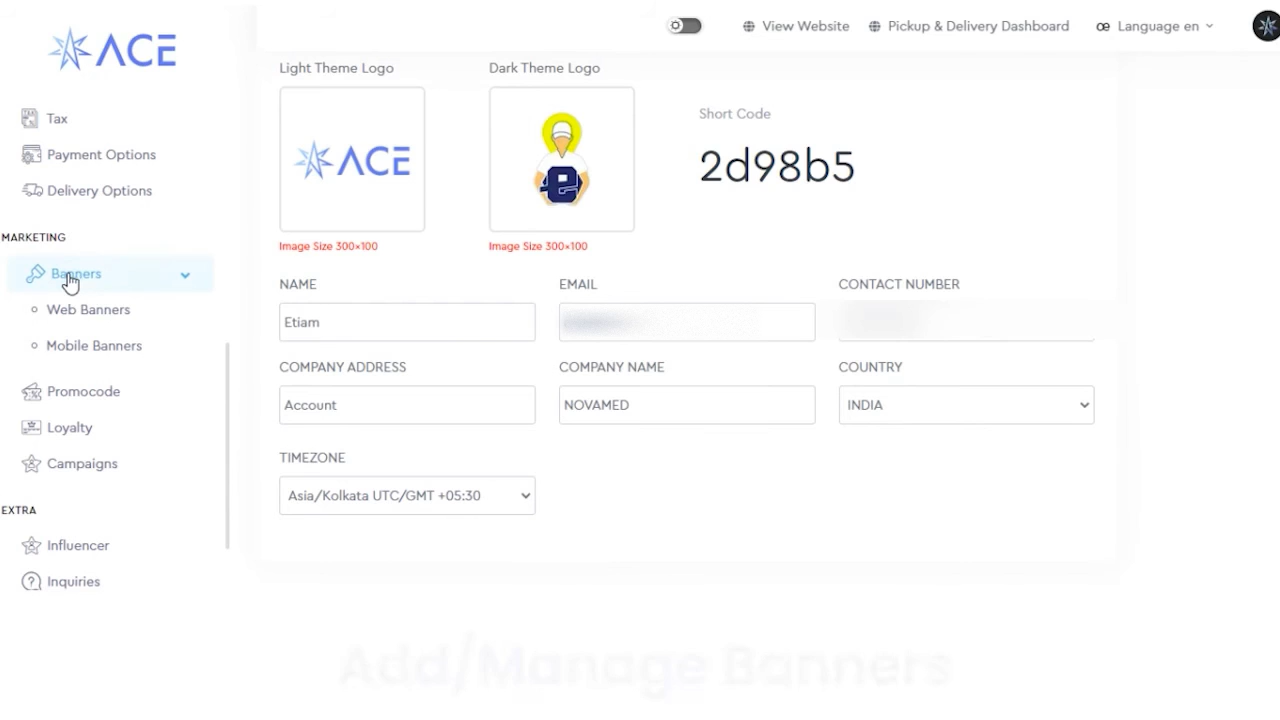 ACE
View Website
Pickup & Delivery Dashboard
Language en
Tax
Payment Options
Delivery Options
MARKETING
Banners
Web Banners
Mobile Banners
Promocode
Loyalty
Campaigns
EXTRA
Influencer
Inquiries
Light Theme Logo
Dark Theme Logo
ACE
e
Short Code
2d98b5
Image Size 300×100
Image Size 300×100
NAME
EMAIL
CONTACT NUMBER
Etiam
COMPANY ADDRESS
COMPANY NAME
COUNTRY
Account
NOVAMED
INDIA
TIMEZONE
Asia/Kolkata UTC/GMT +05:30
Add/Manage Banners